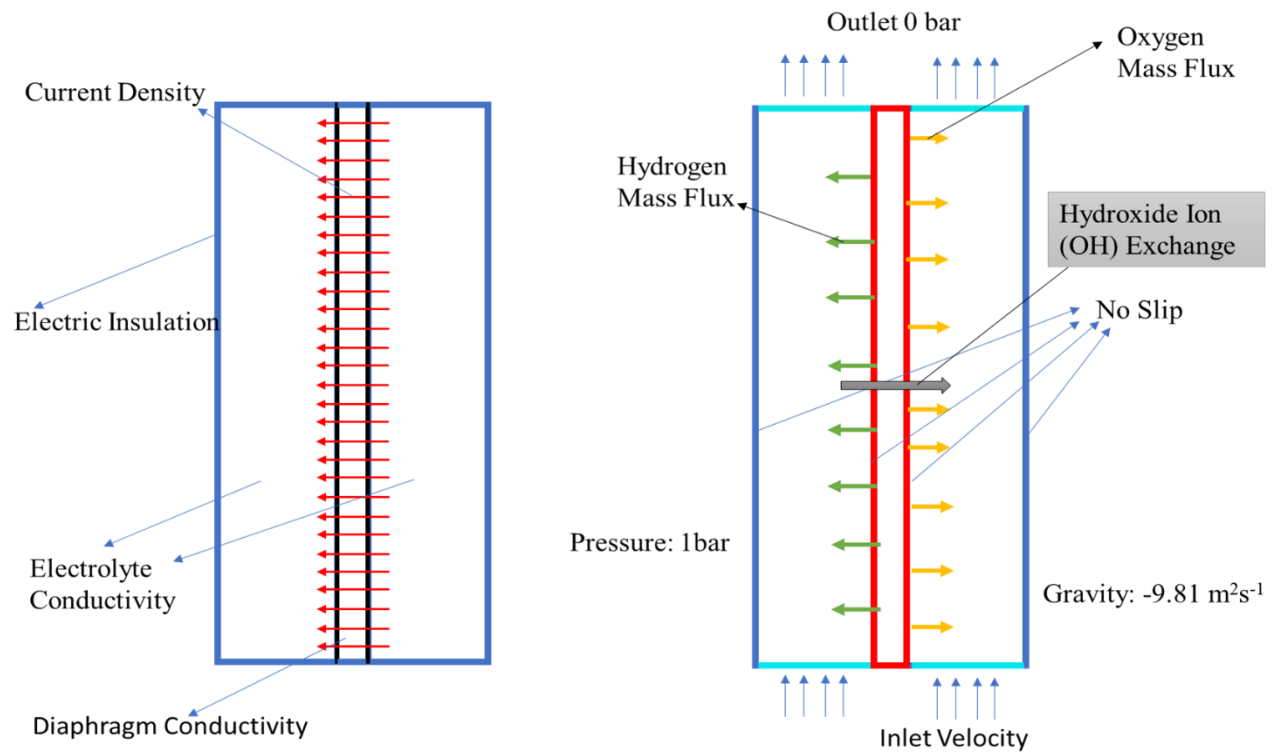 Current Density
Electric Insulation
Electrolyte
Conductivity
Diaphragm Conductivity
Outlet 0 bar
Oxygen
Mass Flux
Hydrogen
Mass Flux
Hydroxide Ion
(OH) Exchange
No Slip
Pressure: 1bar
Gravity: -9.81 m²s⁻¹
Inlet Velocity